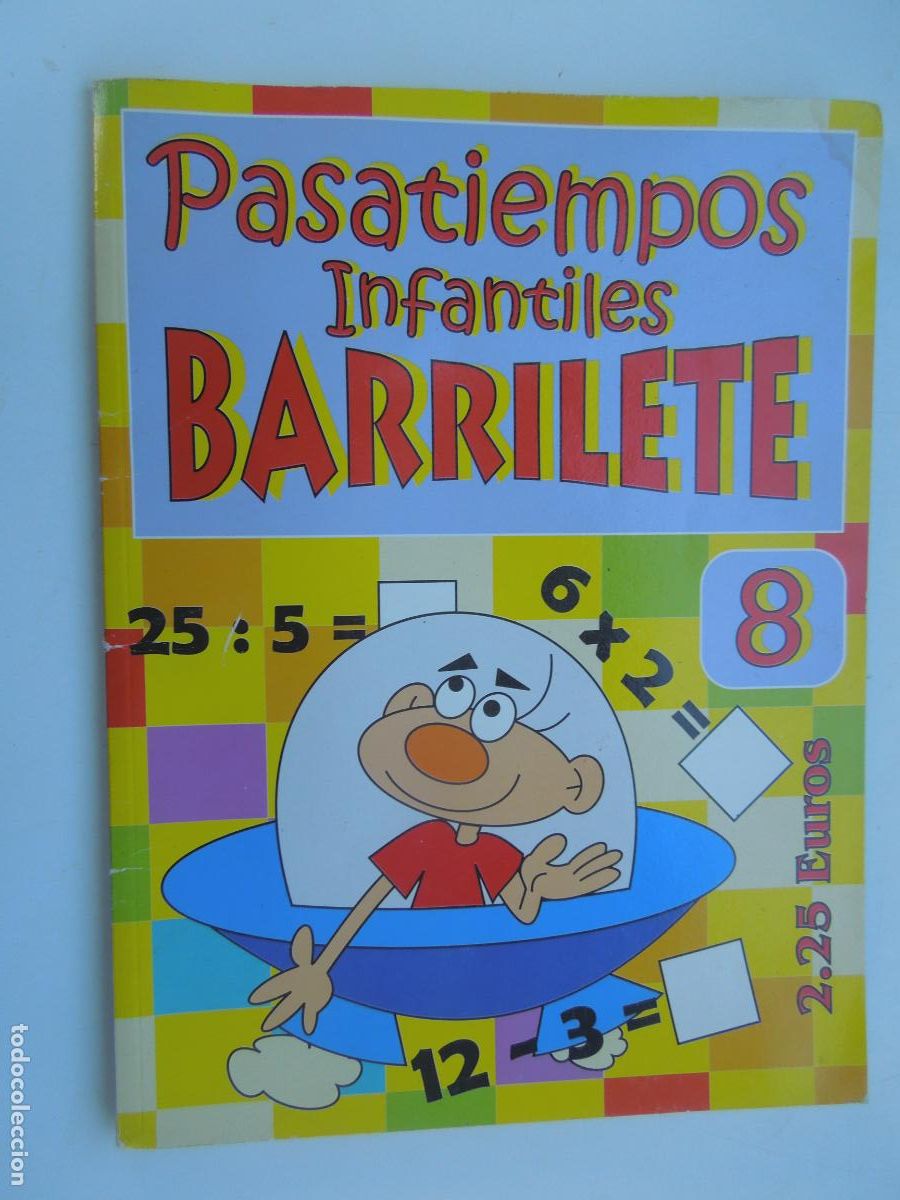 Pasatiempos
Infantiles
BARRILETE
8
25 : 5 =
6 x 2 =
2.25 Euros
12 - 3 =
todocoleccion